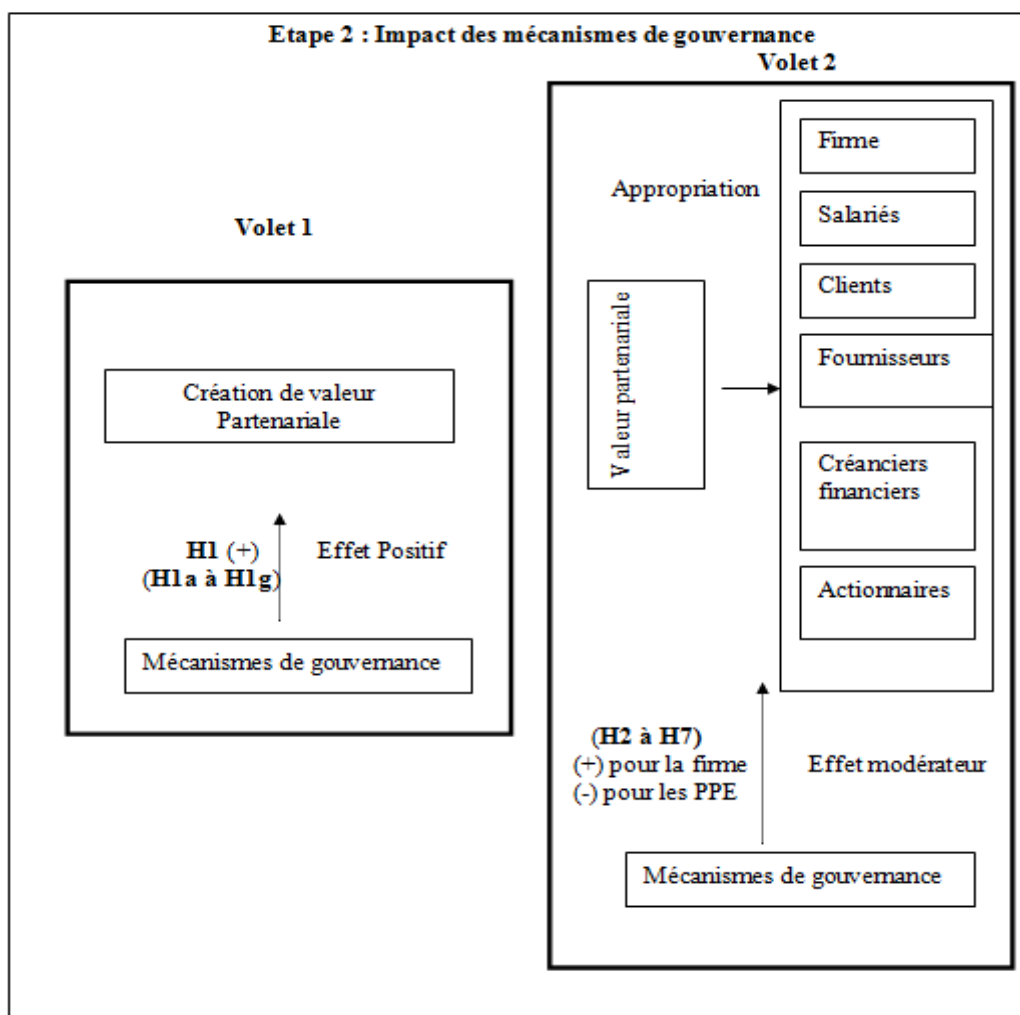 Etape 2 : Impact des mécanismes de gouvernance
Volet 1
Création de valeur
Partenariale
H1 (+)
(H1a à H1g)
Effet Positif
Mécanismes de gouvernance
Volet 2
Appropriation
Valeur partenariale
Firme
Salariés
Clients
Fournisseurs
Créanciers
financiers
Actionnaires
(H2 à H7)
(+) pour la firme
(-) pour les PPE
Effet modérateur
Mécanismes de gouvernance